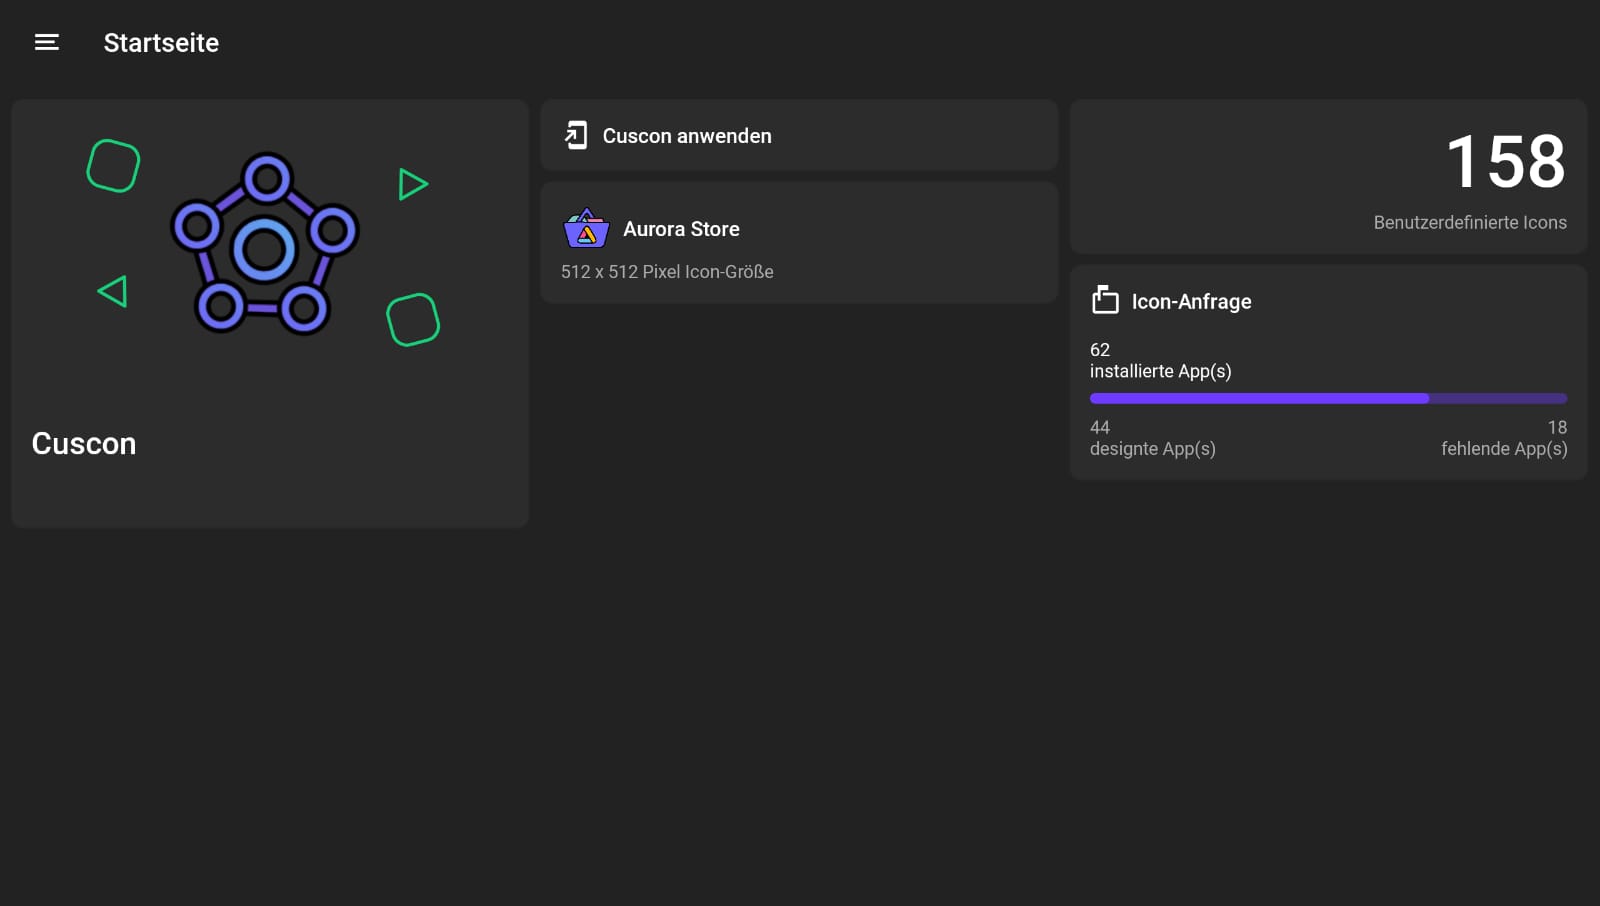 Startseite
Cuscon
Cuscon anwenden
Aurora Store
512 x 512 Pixel Icon-Größe
158
Benutzerdefinierte Icons
Icon-Anfrage
62
installierte App(s)
44
designte App(s)
18
fehlende App(s)